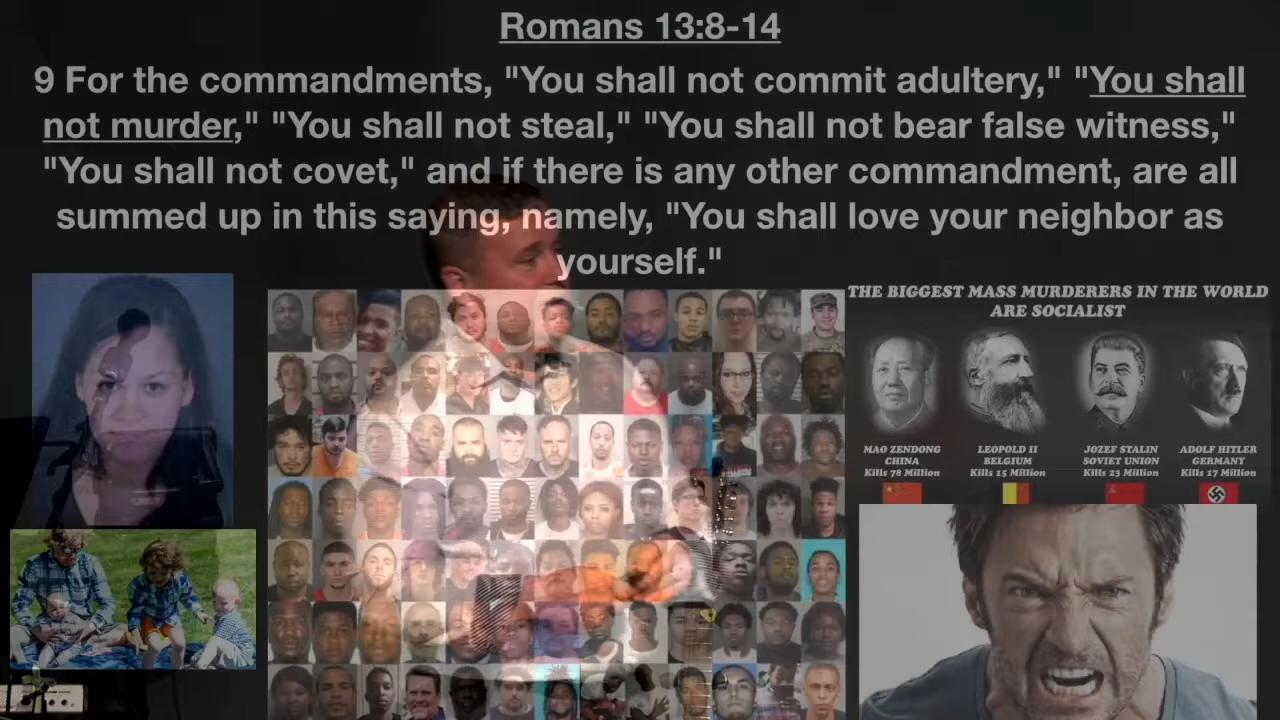 Romans 13:8-14
9 For the commandments, "You shall not commit adultery," "You shall
not murder," "You shall not steal," "You shall not bear false witness,"
"You shall not covet," and if there is any other commandment, are all
summed up in this saying, namely, "You shall love your neighbor as
yourself."
THE BIGGEST MASS MURDERERS IN THE WORLD
ARE SOCIALIST
MAO ZENDONG
CHINA
Kills 78 Million
LEOPOLD II
BELGIUM
Kills 15 Million
JOZEF STALIN
SOVIET UNION
Kills 23 Million
ADOLF HITLER
GERMANY
Kills 17 Million